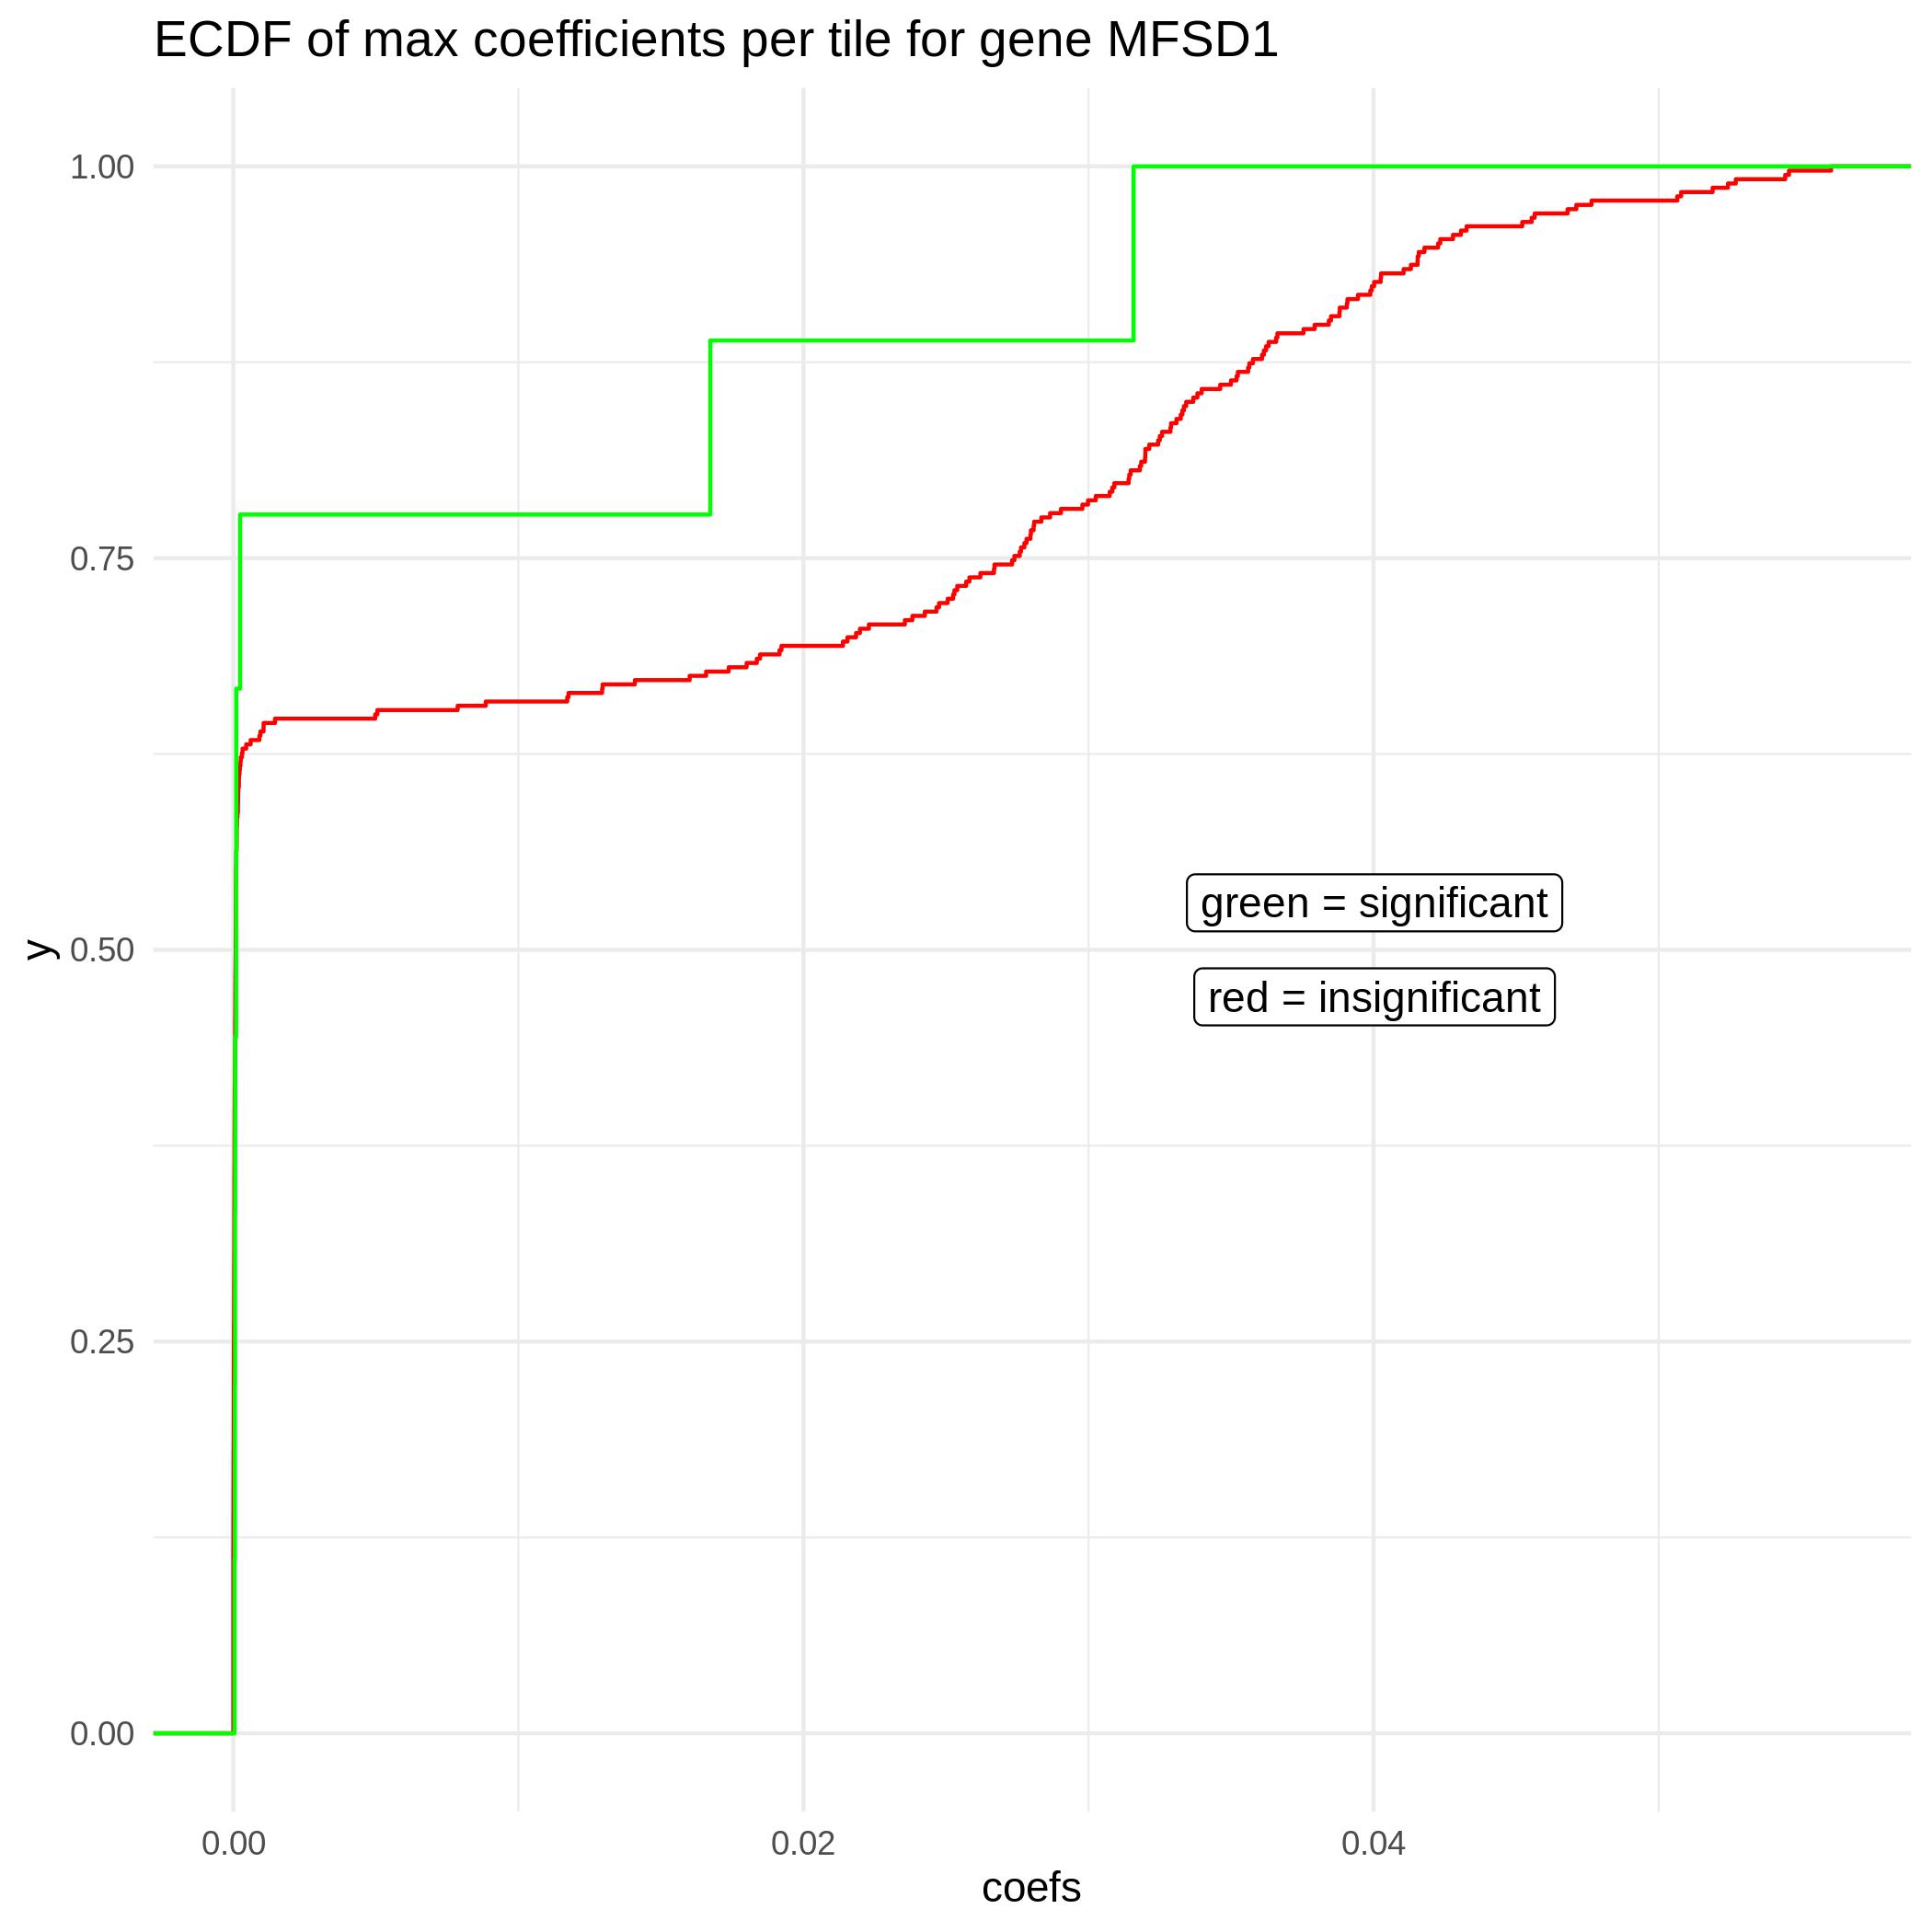 ECDF of max coefficients per tile for gene MFSD1
1.00
0.75
0.50
0.25
0.00
y
green = significant
red = insignificant
0.00 0.02 0.04
coefs